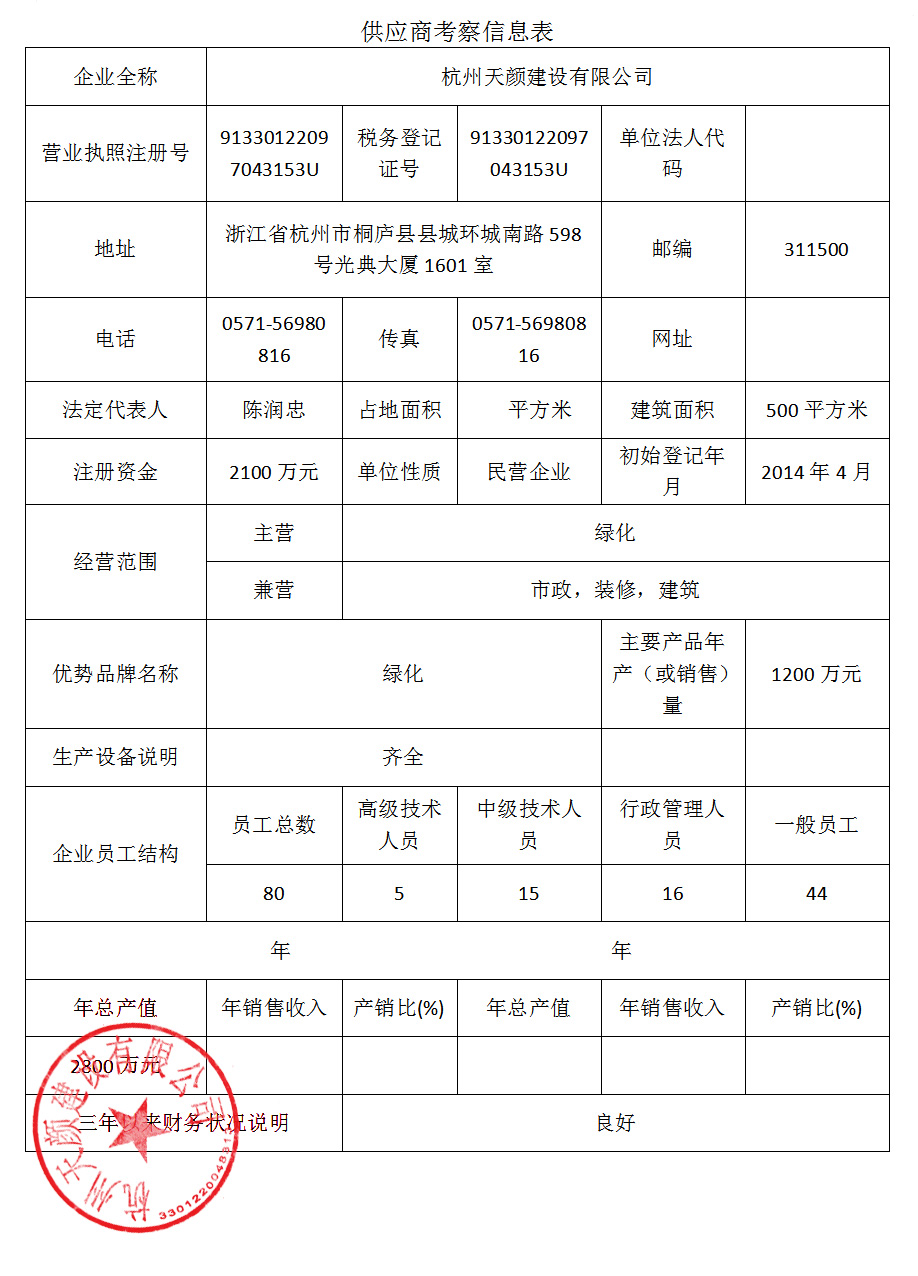 供应商考察信息表
企业全称
杭州天颜建设有限公司
营业执照注册号
9133012209
7043153U
税务登记
证号
91330122097
043153U
单位法人代
码
地址
浙江省杭州市桐庐县县城环城南路 598
号光典大厦 1601 室
邮编
311500
电话
0571-56980
816
传真
0571-569808
16
网址
法定代表人
陈润忠
占地面积
平方米
建筑面积
500 平方米
注册资金
2100 万元
单位性质
民营企业
初始登记年
月
2014 年 4 月
经营范围
主营
绿化
兼营
市政，装修，建筑
优势品牌名称
绿化
主要产品年
产（或销售）
量
1200 万元
生产设备说明
齐全
企业员工结构
员工总数
高级技术
人员
中级技术人
员
行政管理人
员
一般员工
80
5
15
16
44
年
年
年总产值
年销售收入
产销比(%)
年总产值
年销售收入
产销比(%)
2800 万元
三年以来财务状况说明
良好
杭州天颜建设有限公司